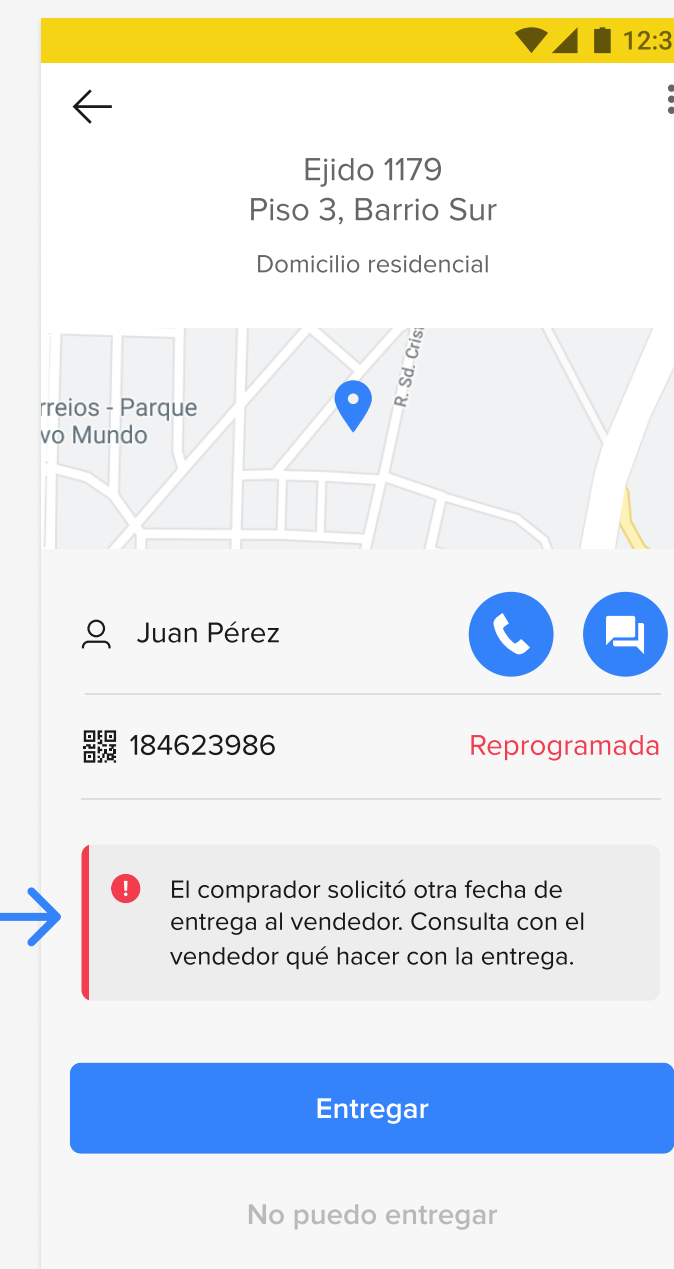 12:3
Ejido 1179
Piso 3, Barrio Sur
Domicilio residencial
R. Sd. Cris
rreios - Parque
vo Mundo
Juan Pérez
184623986
Reprogramada
El comprador solicitó otra fecha de
entrega al vendedor. Consulta con el
vendedor qué hacer con la entrega.
Entregar
No puedo entregar